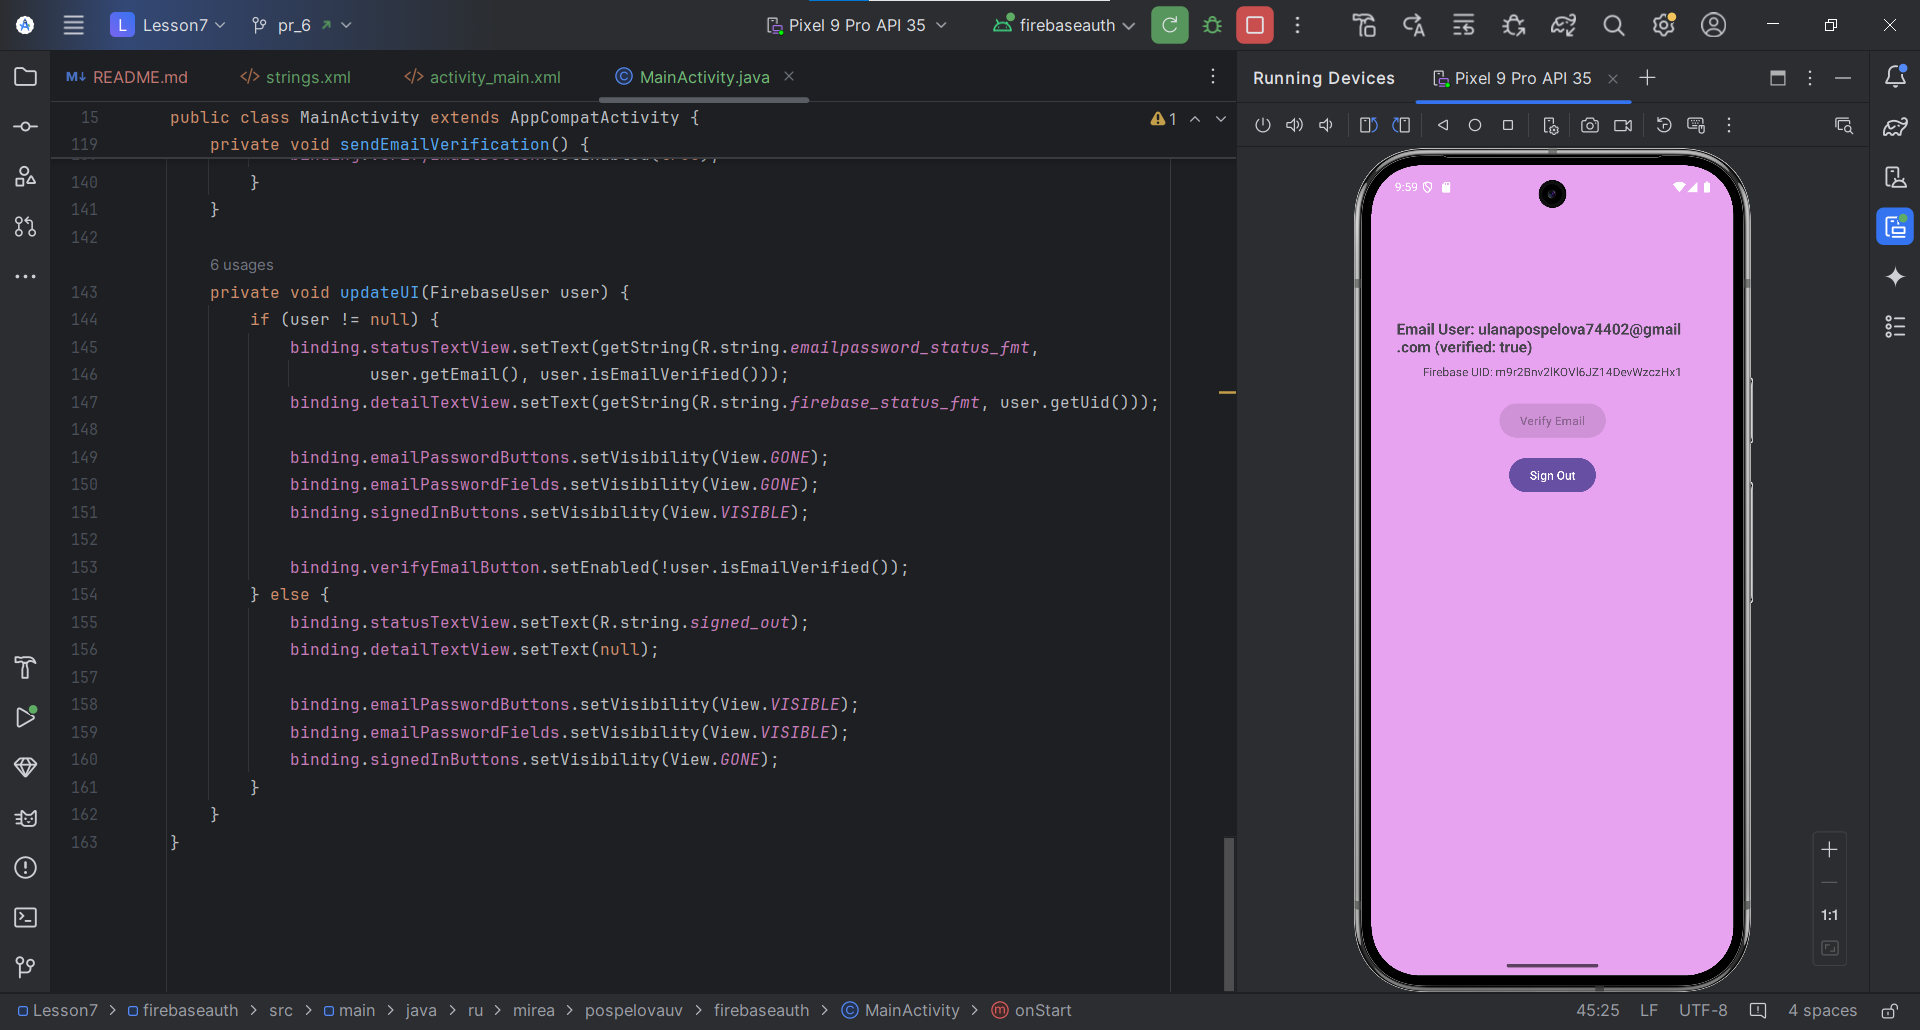 L Lesson7 pr_6 Pixel 9 Pro API 35 firebaseauth
README.md strings.xml activity_main.xml MainActivity.java
15 public class MainActivity extends AppCompatActivity {
1
119 private void sendEmailVerification() {
140 }
141 }
142
6 usages
143 private void updateUI(FirebaseUser user) {
144 if (user != null) {
145 binding.statusTextView.setText(getString(R.string.emailpassword_status_fmt,
146 user.getEmail(), user.isEmailVerified()));
147 binding.detailTextView.setText(getString(R.string.firebase_status_fmt, user.getUid()));
148
149 binding.emailPasswordButtons.setVisibility(View.GONE);
150 binding.emailPasswordFields.setVisibility(View.GONE);
151 binding.signedInButtons.setVisibility(View.VISIBLE);
152
153 binding.verifyEmailButton.setEnabled(!user.isEmailVerified());
154 } else {
155 binding.statusTextView.setText(R.string.signed_out);
156 binding.detailTextView.setText(null);
157
158 binding.emailPasswordButtons.setVisibility(View.VISIBLE);
159 binding.emailPasswordFields.setVisibility(View.VISIBLE);
160 binding.signedInButtons.setVisibility(View.GONE);
161 }
162 }
163 }
Running Devices Pixel 9 Pro API 35
9:59
Email User: ulanapospelova74402@gmail
.com (verified: true)
Firebase UID: m9r2Bnv2lKOVl6JZ14DevWzczHx1
Verify Email
Sign Out
1:1
Lesson7 > firebaseauth > src > main > java > ru > mirea > pospelovauv > firebaseauth > MainActivity > onStart
45:25 LF UTF-8 4 spaces